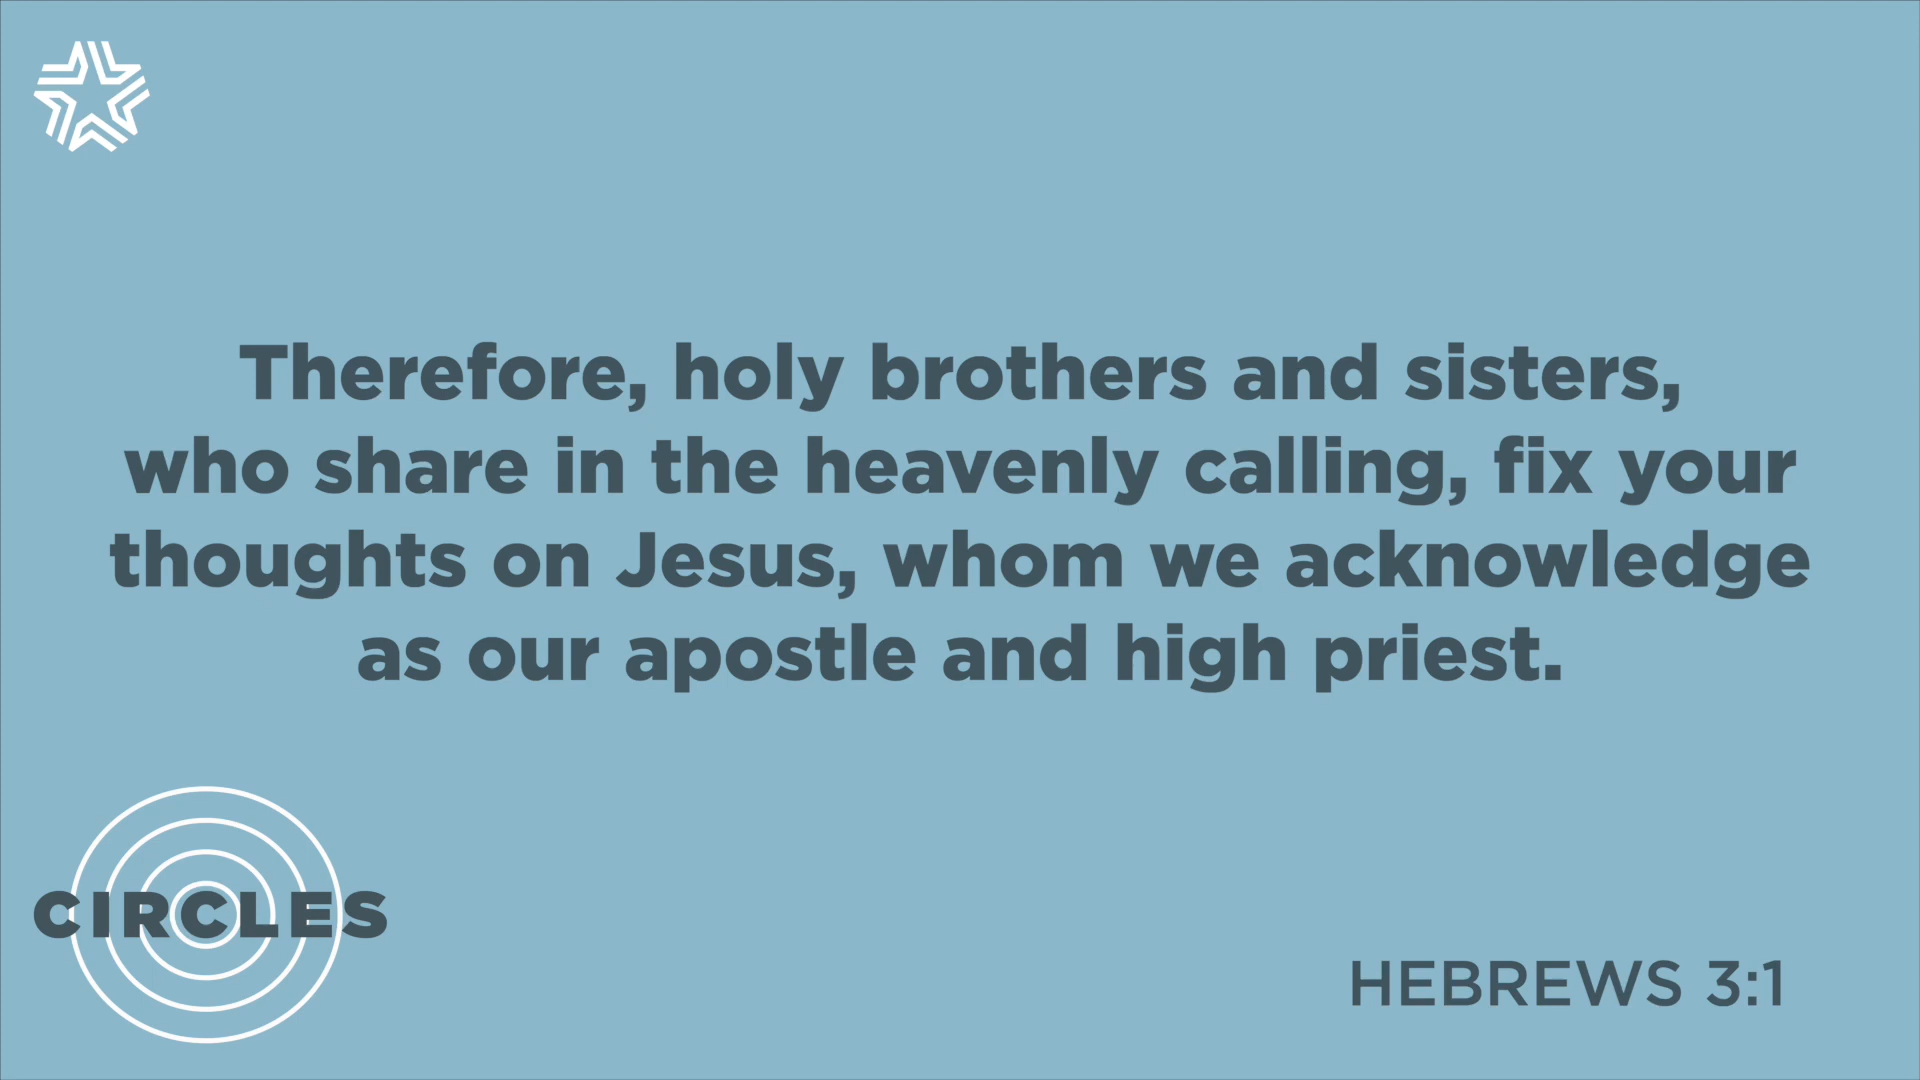 Therefore, holy brothers and sisters,
who share in the heavenly calling, fix your
thoughts on Jesus, whom we acknowledge
as our apostle and high priest.
CIRCLES
HEBREWS 3:1